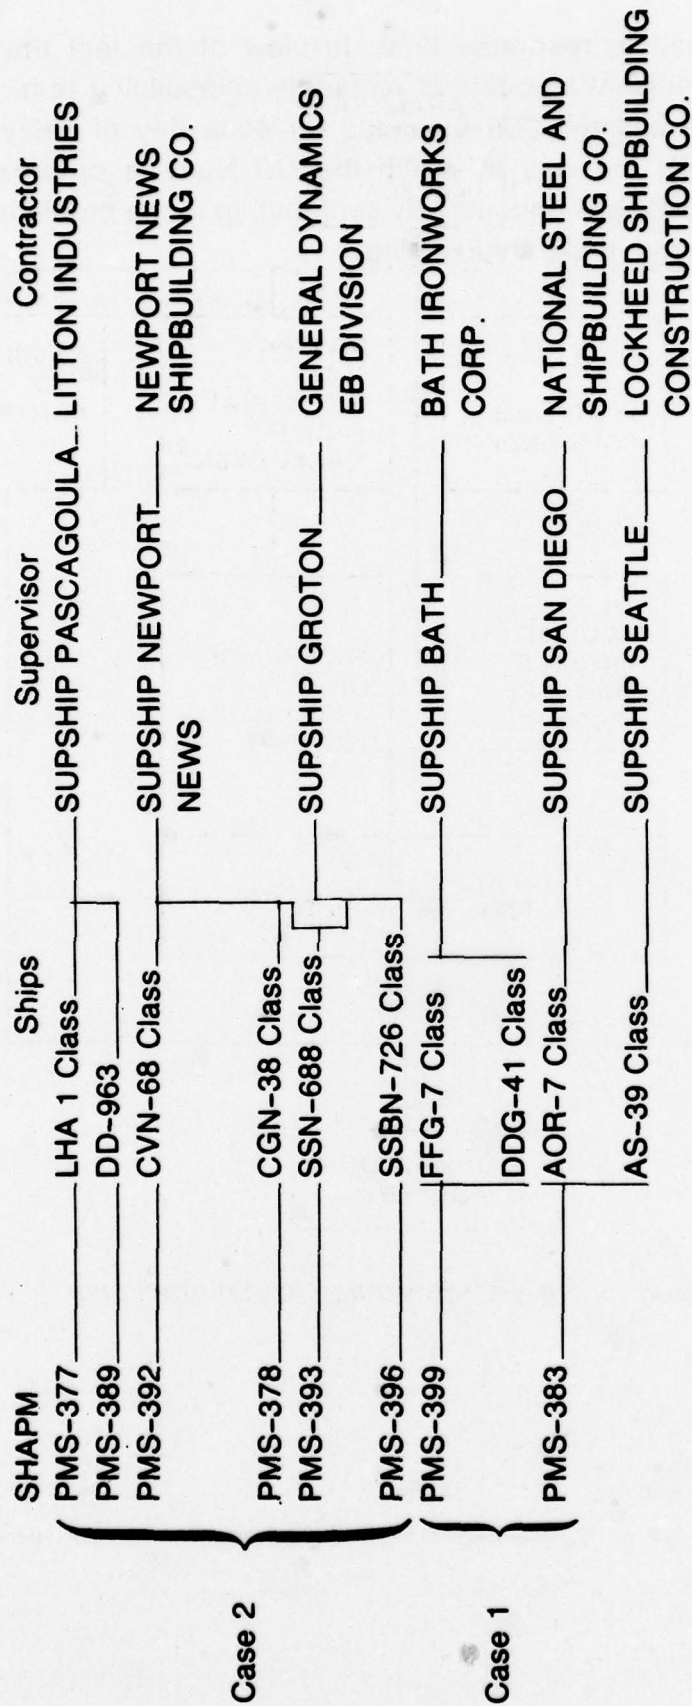 SHAPM Ships Supervisor Contractor
PMS-377 LHA 1 Class SUPSHIP PASCAGOULA LITTON INDUSTRIES
PMS-389 DD-963
PMS-392 CVN-68 Class SUPSHIP NEWPORT NEWPORT NEWS
NEWS SHIPBUILDING CO.
Case 2
PMS-378 CGN-38 Class
PMS-393 SSN-688 Class SUPSHIP GROTON GENERAL DYNAMICS
EB DIVISION
PMS-396 SSBN-726 Class
PMS-399 FFG-7 Class SUPSHIP BATH BATH IRONWORKS
CORP.
Case 1
DDG-41 Class
PMS-383 AOR-7 Class SUPSHIP SAN DIEGO NATIONAL STEEL AND
SHIPBUILDING CO.
AS-39 Class SUPSHIP SEATTLE LOCKHEED SHIPBUILDING
CONSTRUCTION CO.